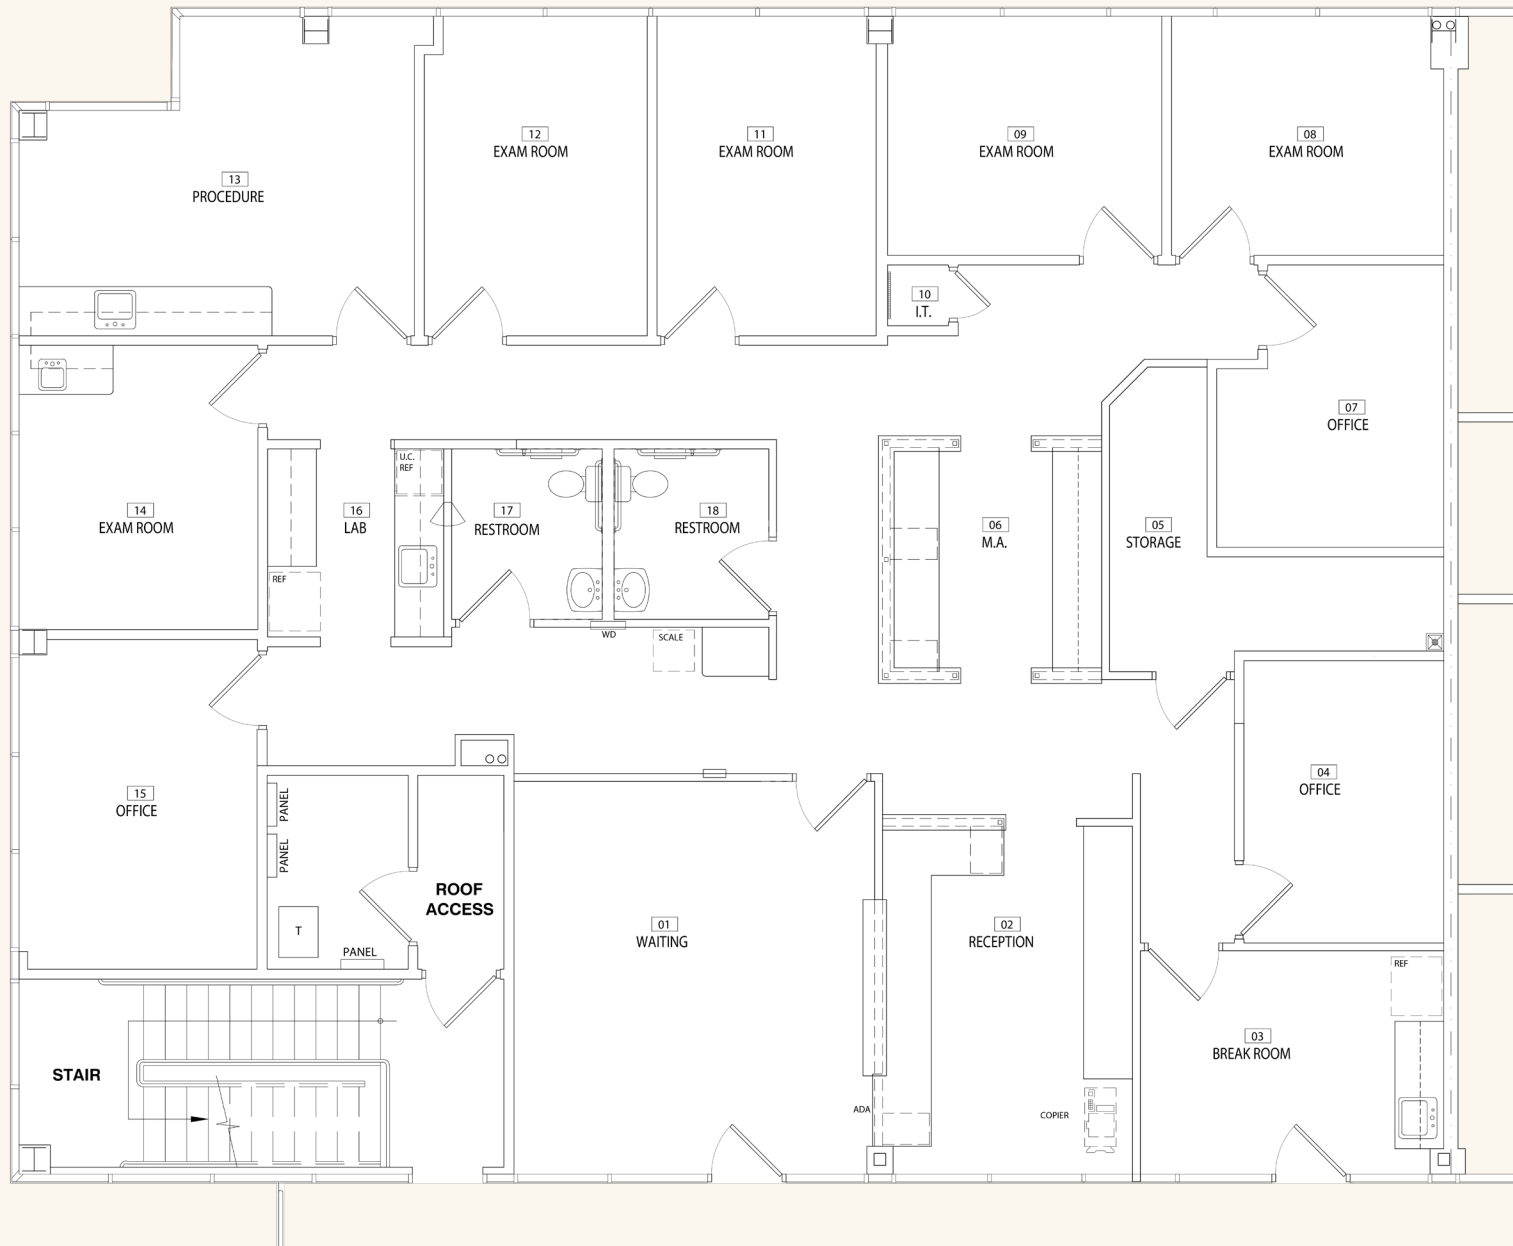 12
EXAM ROOM
11
EXAM ROOM
09
EXAM ROOM
08
EXAM ROOM
13
PROCEDURE
10
I.T.
07
OFFICE
U.C.
REF
14
EXAM ROOM
16
LAB
17
RESTROOM
18
RESTROOM
06
M.A.
05
STORAGE
REF
WD
SCALE
04
OFFICE
15
OFFICE
PANEL
PANEL
ROOF
ACCESS
T
PANEL
01
WAITING
02
RECEPTION
REF
03
BREAK ROOM
STAIR
ADA
COPIER